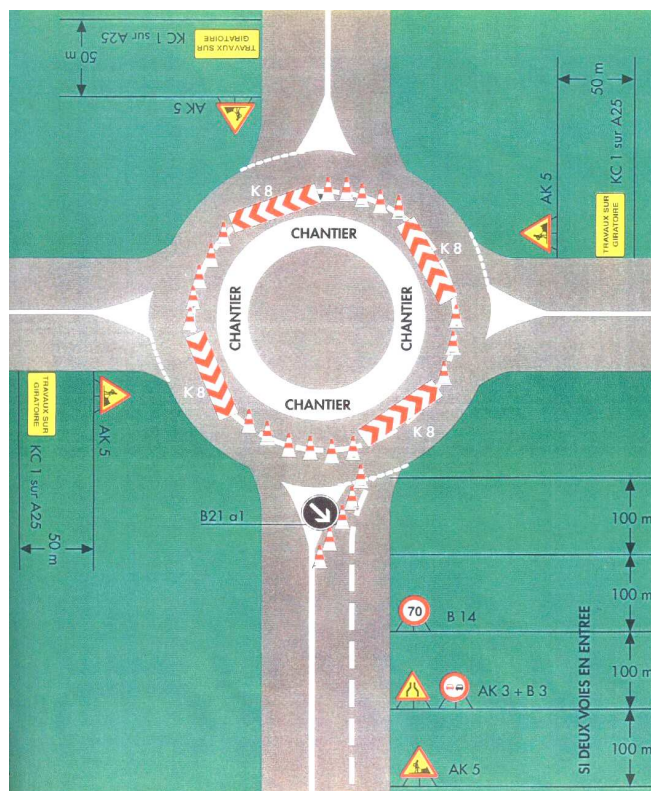 50 m
KC 1 sur A25
TRAVAUX SUR
GIRATOIRE
AK 5
50 m
KC 1 sur A25
AK 5
TRAVAUX SUR
GIRATOIRE
K 8
CHANTIER
K 8
CHANTIER
CHANTIER
K 8
CHANTIER
K 8
TRAVAUX SUR
GIRATOIRE
KC 1 sur A25
AK 5
50 m
B21 a1
100 m
100 m
70
B 14
SI DEUX VOIES EN ENTREE
100 m
AK 3 + B 3
100 m
AK 5